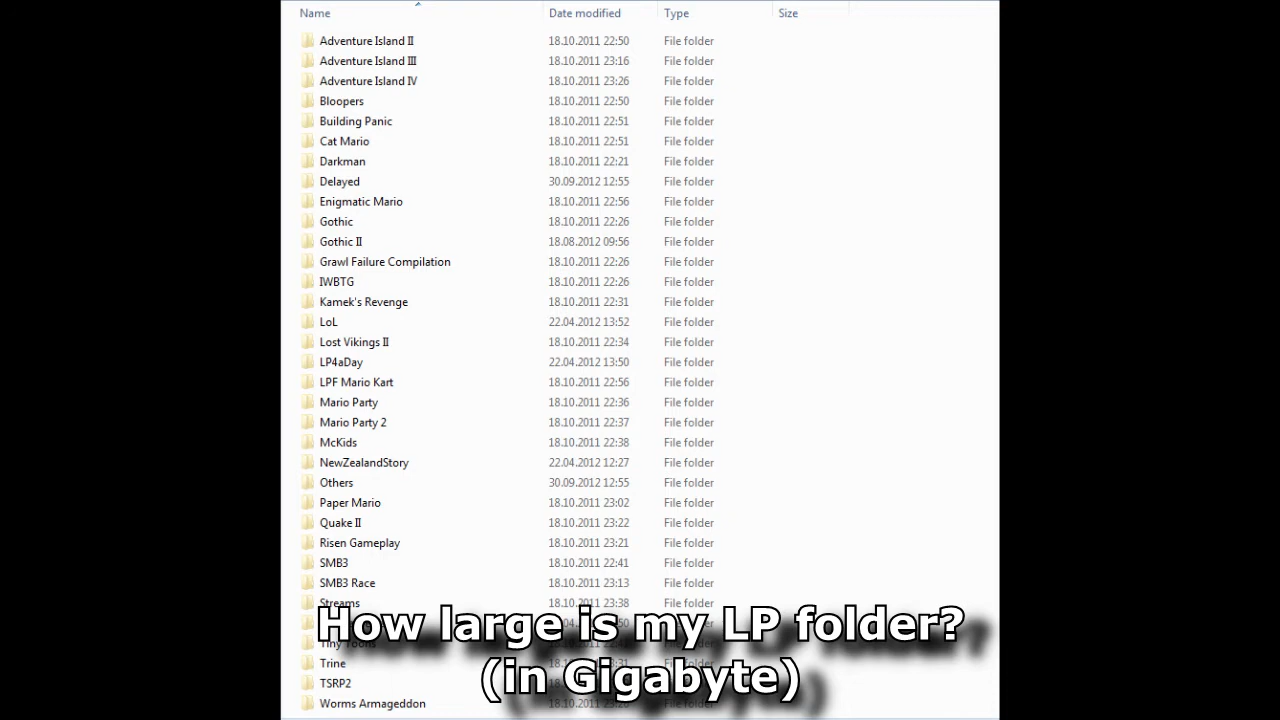 Name Date modified Type Size
Adventure Island II 18.10.2011 22:50 File folder
Adventure Island III 18.10.2011 23:16 File folder
Adventure Island IV 18.10.2011 23:26 File folder
Bloopers 18.10.2011 22:50 File folder
Building Panic 18.10.2011 22:51 File folder
Cat Mario 18.10.2011 22:51 File folder
Darkman 18.10.2011 22:21 File folder
Delayed 30.09.2012 12:55 File folder
Enigmatic Mario 18.10.2011 22:56 File folder
Gothic 18.10.2011 22:26 File folder
Gothic II 18.08.2012 09:56 File folder
Grawl Failure Compilation 18.10.2011 22:26 File folder
IWBTG 18.10.2011 22:26 File folder
Kamek's Revenge 18.10.2011 22:31 File folder
LoL 22.04.2012 13:52 File folder
Lost Vikings II 18.10.2011 22:34 File folder
LP4aDay 22.04.2012 13:50 File folder
LPF Mario Kart 18.10.2011 22:56 File folder
Mario Party 18.10.2011 22:36 File folder
Mario Party 2 18.10.2011 22:37 File folder
McKids 18.10.2011 22:38 File folder
NewZealandStory 22.04.2012 12:27 File folder
Others 30.09.2012 12:55 File folder
Paper Mario 18.10.2011 23:02 File folder
Quake II 18.10.2011 23:22 File folder
Risen Gameplay 18.10.2011 23:21 File folder
SMB3 18.10.2011 22:41 File folder
SMB3 Race 18.10.2011 23:13 File folder
Streams 18.10.2011 23:38 File folder
How large is my LP folder?
Tiny Toons
Trine File folder
(in Gigabyte)
TSRP2 File folder
Worms Armageddon File folder